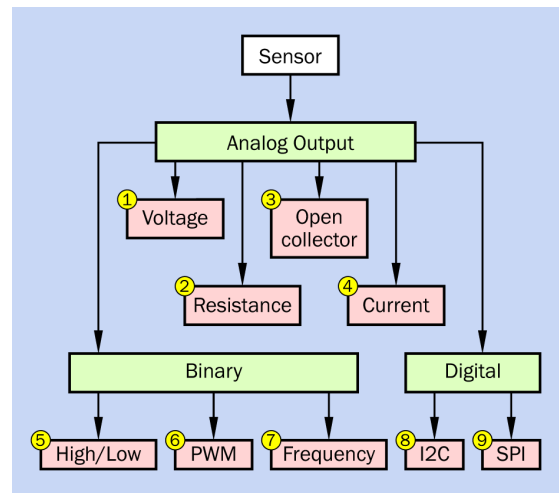 Sensor
Analog Output
1
Voltage
3
Open
collector
2
Resistance
4
Current
Binary
Digital
5
High/Low
6
PWM
7
Frequency
8
I2C
9
SPI